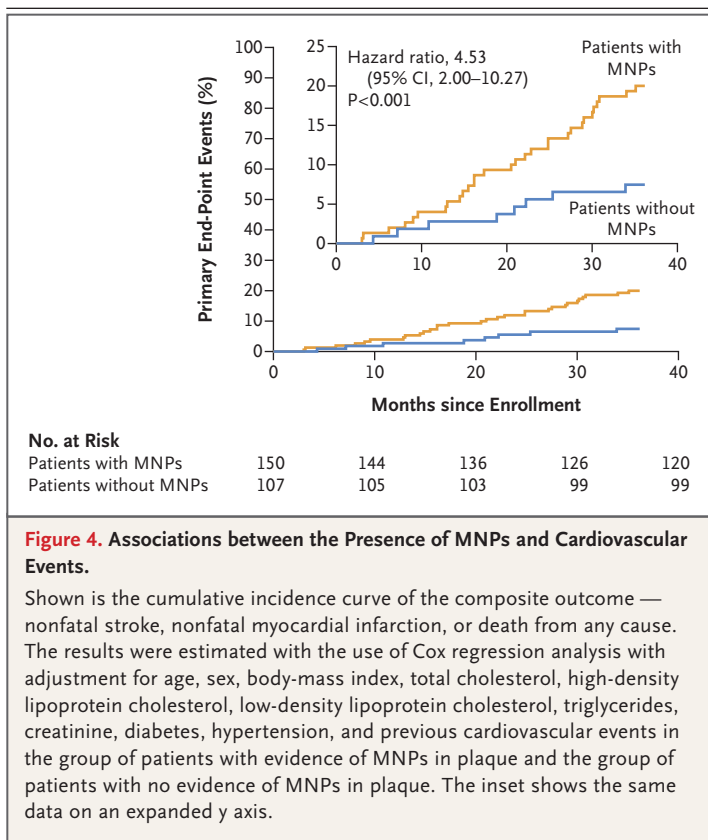 Primary End-Point Events (%)
100
90
80
70
60
50
40
30
20
10
0
25
20
15
10
5
0
Hazard ratio, 4.53
(95% CI, 2.00–10.27)
P<0.001
Patients with
MNPs
Patients without
MNPs
0 10 20 30 40
0 10 20 30 40
Months since Enrollment
No. at Risk
Patients with MNPs 150 144 136 126 120
Patients without MNPs 107 105 103 99 99
Figure 4. Associations between the Presence of MNPs and Cardiovascular
Events.
Shown is the cumulative incidence curve of the composite outcome —
nonfatal stroke, nonfatal myocardial infarction, or death from any cause.
The results were estimated with the use of Cox regression analysis with
adjustment for age, sex, body-mass index, total cholesterol, high-density
lipoprotein cholesterol, low-density lipoprotein cholesterol, triglycerides,
creatinine, diabetes, hypertension, and previous cardiovascular events in
the group of patients with evidence of MNPs in plaque and the group of
patients with no evidence of MNPs in plaque. The inset shows the same
data on an expanded y axis.